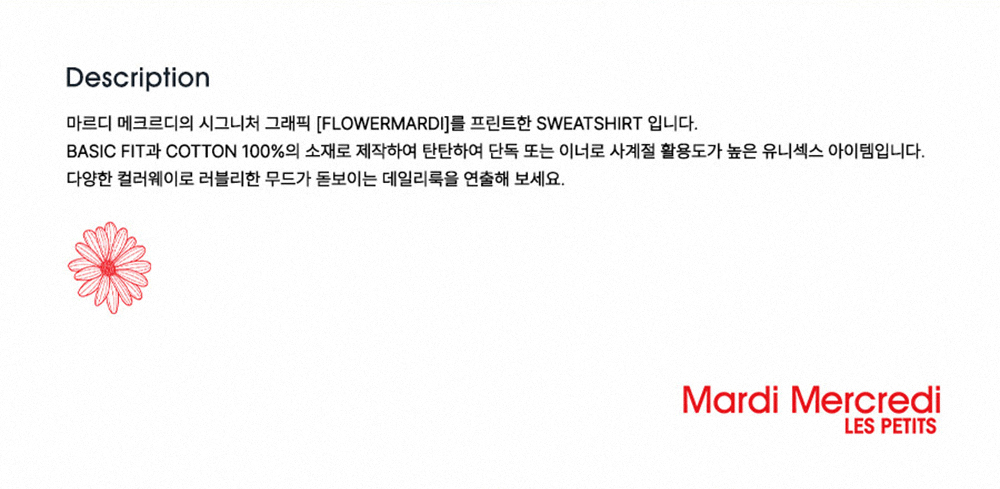 Description
마르디 메크르디의 시그니처 그래픽 [FLOWERMARDI]를 프린트한 SWEATSHIRT 입니다.
BASIC FIT과 COTTON 100%의 소재로 제작하여 탄탄하여 단독 또는 이너로 사계절 활용도가 높은 유니섹스 아이템입니다.
다양한 컬러웨이로 러블리한 무드가 돋보이는 데일리룩을 연출해 보세요.
Mardi Mercredi
LES PETITS